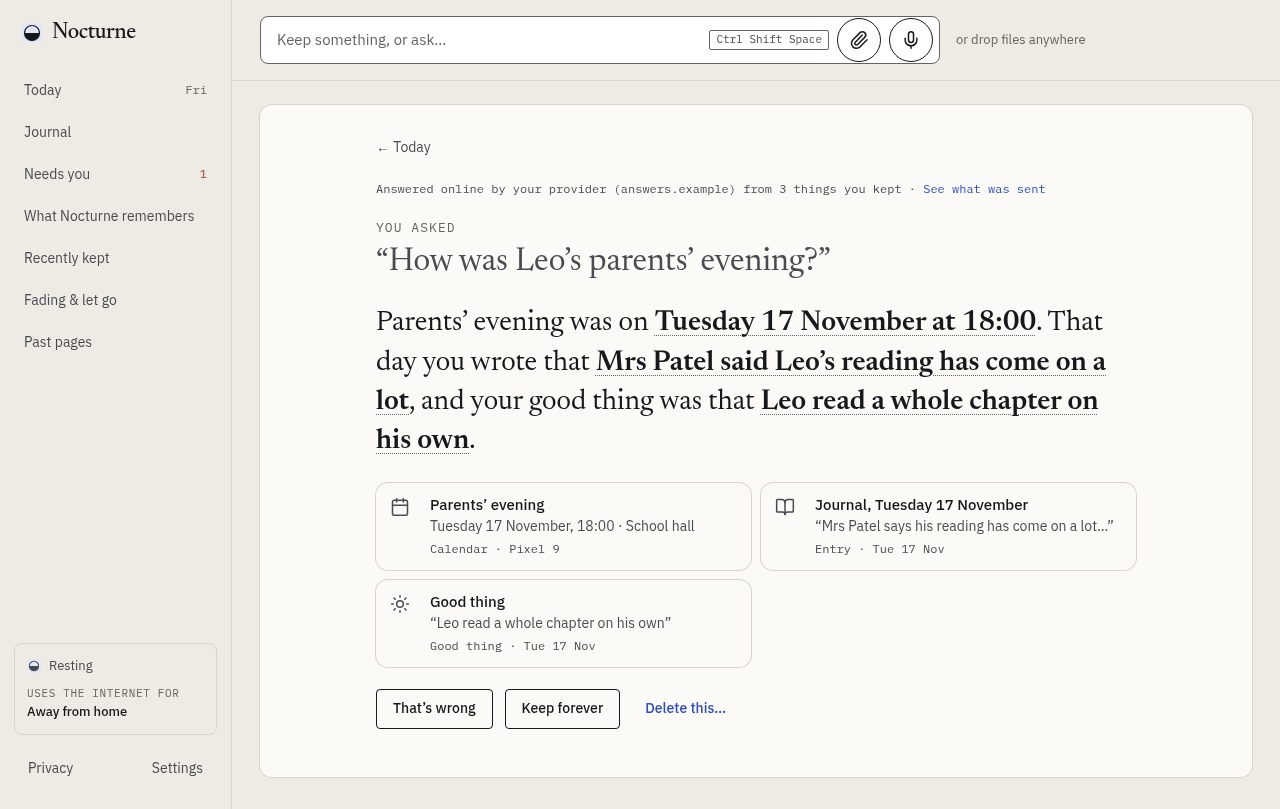 Nocturne
Today Fri
Journal
Needs you 1
What Nocturne remembers
Recently kept
Fading & let go
Past pages
Resting
USES THE INTERNET FOR
Away from home
Privacy Settings
Keep something, or ask... Ctrl Shift Space or drop files anywhere
← Today
Answered online by your provider (answers.example) from 3 things you kept · See what was sent
YOU ASKED
“How was Leo’s parents’ evening?”
Parents’ evening was on Tuesday 17 November at 18:00. That
day you wrote that Mrs Patel said Leo’s reading has come on a
lot, and your good thing was that Leo read a whole chapter on
his own.
Parents’ evening
Tuesday 17 November, 18:00 · School hall
Calendar · Pixel 9
Journal, Tuesday 17 November
“Mrs Patel says his reading has come on a lot…”
Entry · Tue 17 Nov
Good thing
“Leo read a whole chapter on his own”
Good thing · Tue 17 Nov
That’s wrong Keep forever Delete this…